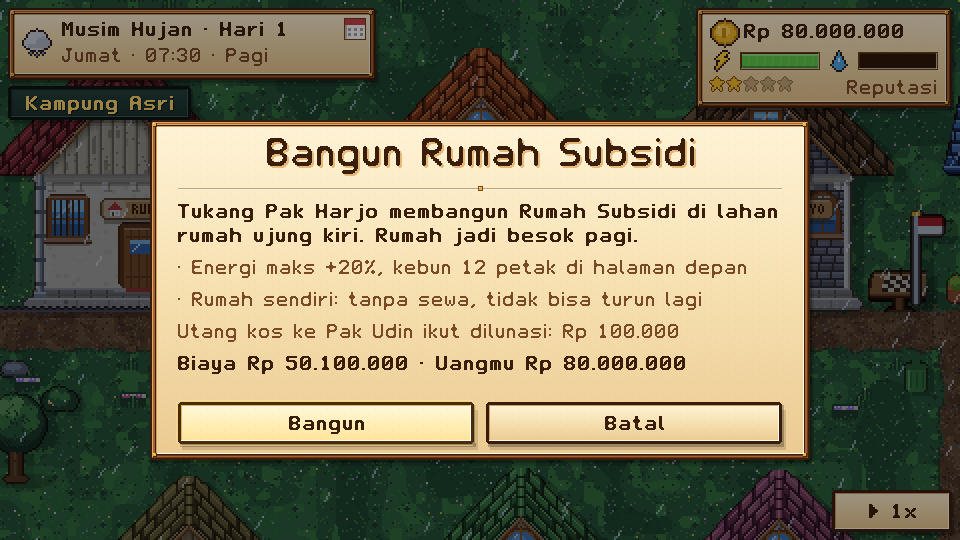 Musim Hujan · Hari 1
Jumat · 07:30 · Pagi
Rp 80.000.000
Reputasi
Kampung Asri
Bangun Rumah Subsidi
Tukang Pak Harjo membangun Rumah Subsidi di lahan
rumah ujung kiri. Rumah jadi besok pagi.
· Energi maks +20%, kebun 12 petak di halaman depan
· Rumah sendiri: tanpa sewa, tidak bisa turun lagi
Utang kos ke Pak Udin ikut dilunasi: Rp 100.000
Biaya Rp 50.100.000 · Uangmu Rp 80.000.000
Bangun
Batal
1x